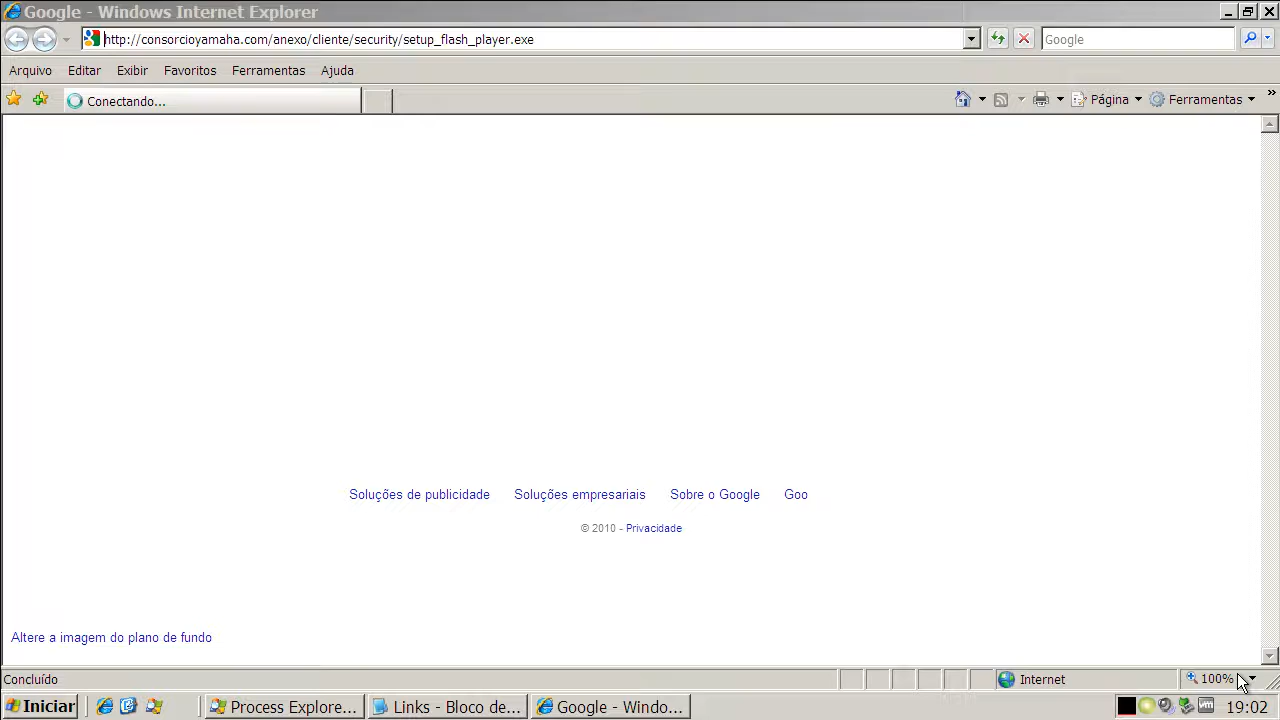 Google - Windows Internet Explorer
http://consorcioyamaha.com/anexo/cliente/security/setup_flash_player.exe
Google
Arquivo Editar Exibir Favoritos Ferramentas Ajuda
Conectando...
Página Ferramentas »
Soluções de publicidade Soluções empresariais Sobre o Google Goo
© 2010 - Privacidade
Altere a imagem do plano de fundo
Concluído Internet 100%
Iniciar Process Explore... Links - Bloco de... Google - Windo... 19:02